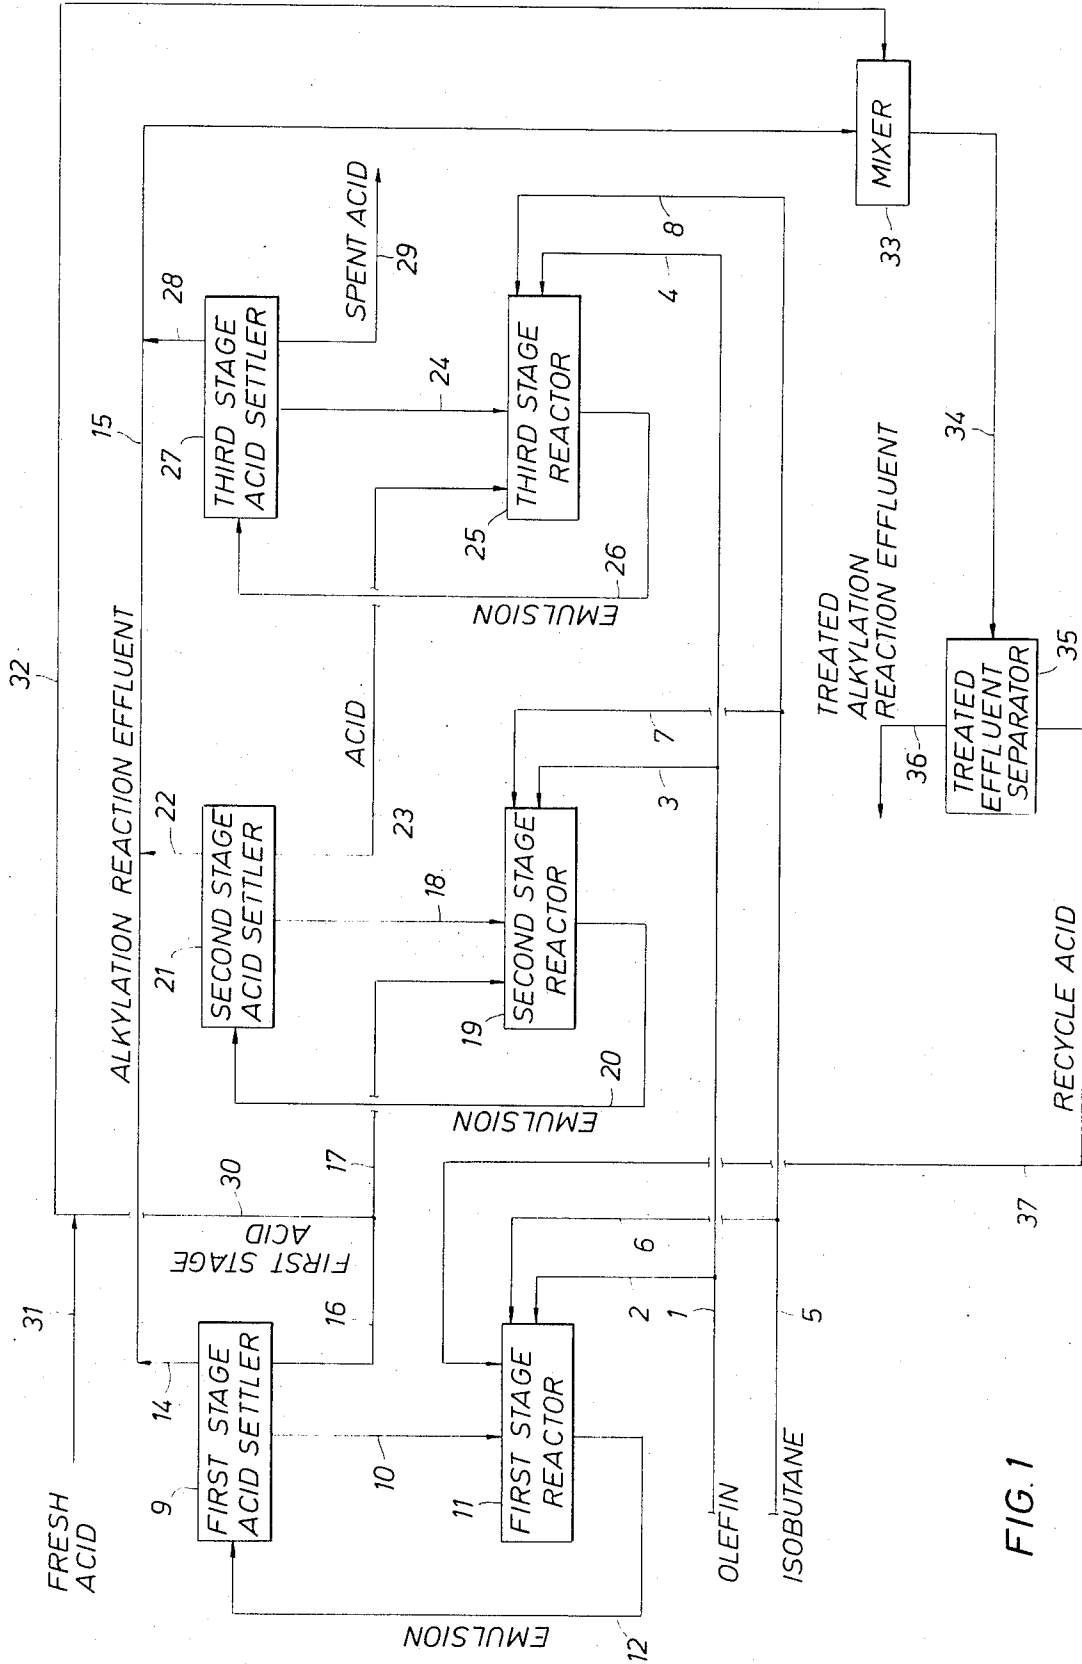 FRESH
ACID
31
32
ALKYLATION REACTION EFFLUENT
15
14
22
28
9
FIRST STAGE
ACID SETTLER
21
SECOND STAGE
ACID SETTLER
27
THIRD STAGE
ACID SETTLER
FIRST STAGE
ACID
30
16
17
ACID
23
SPENT ACID
29
10
18
24
EMULSION
12
EMULSION
20
EMULSION
26
11
FIRST STAGE
REACTOR
19
SECOND STAGE
REACTOR
25
THIRD STAGE
REACTOR
2
6
3
7
4
8
OLEFIN
1
ISOBUTANE
5
MIXER
33
34
TREATED
ALKYLATION
REACTION EFFLUENT
36
TREATED
EFFLUENT
SEPARATOR
35
RECYCLE ACID
37
FIG. 1